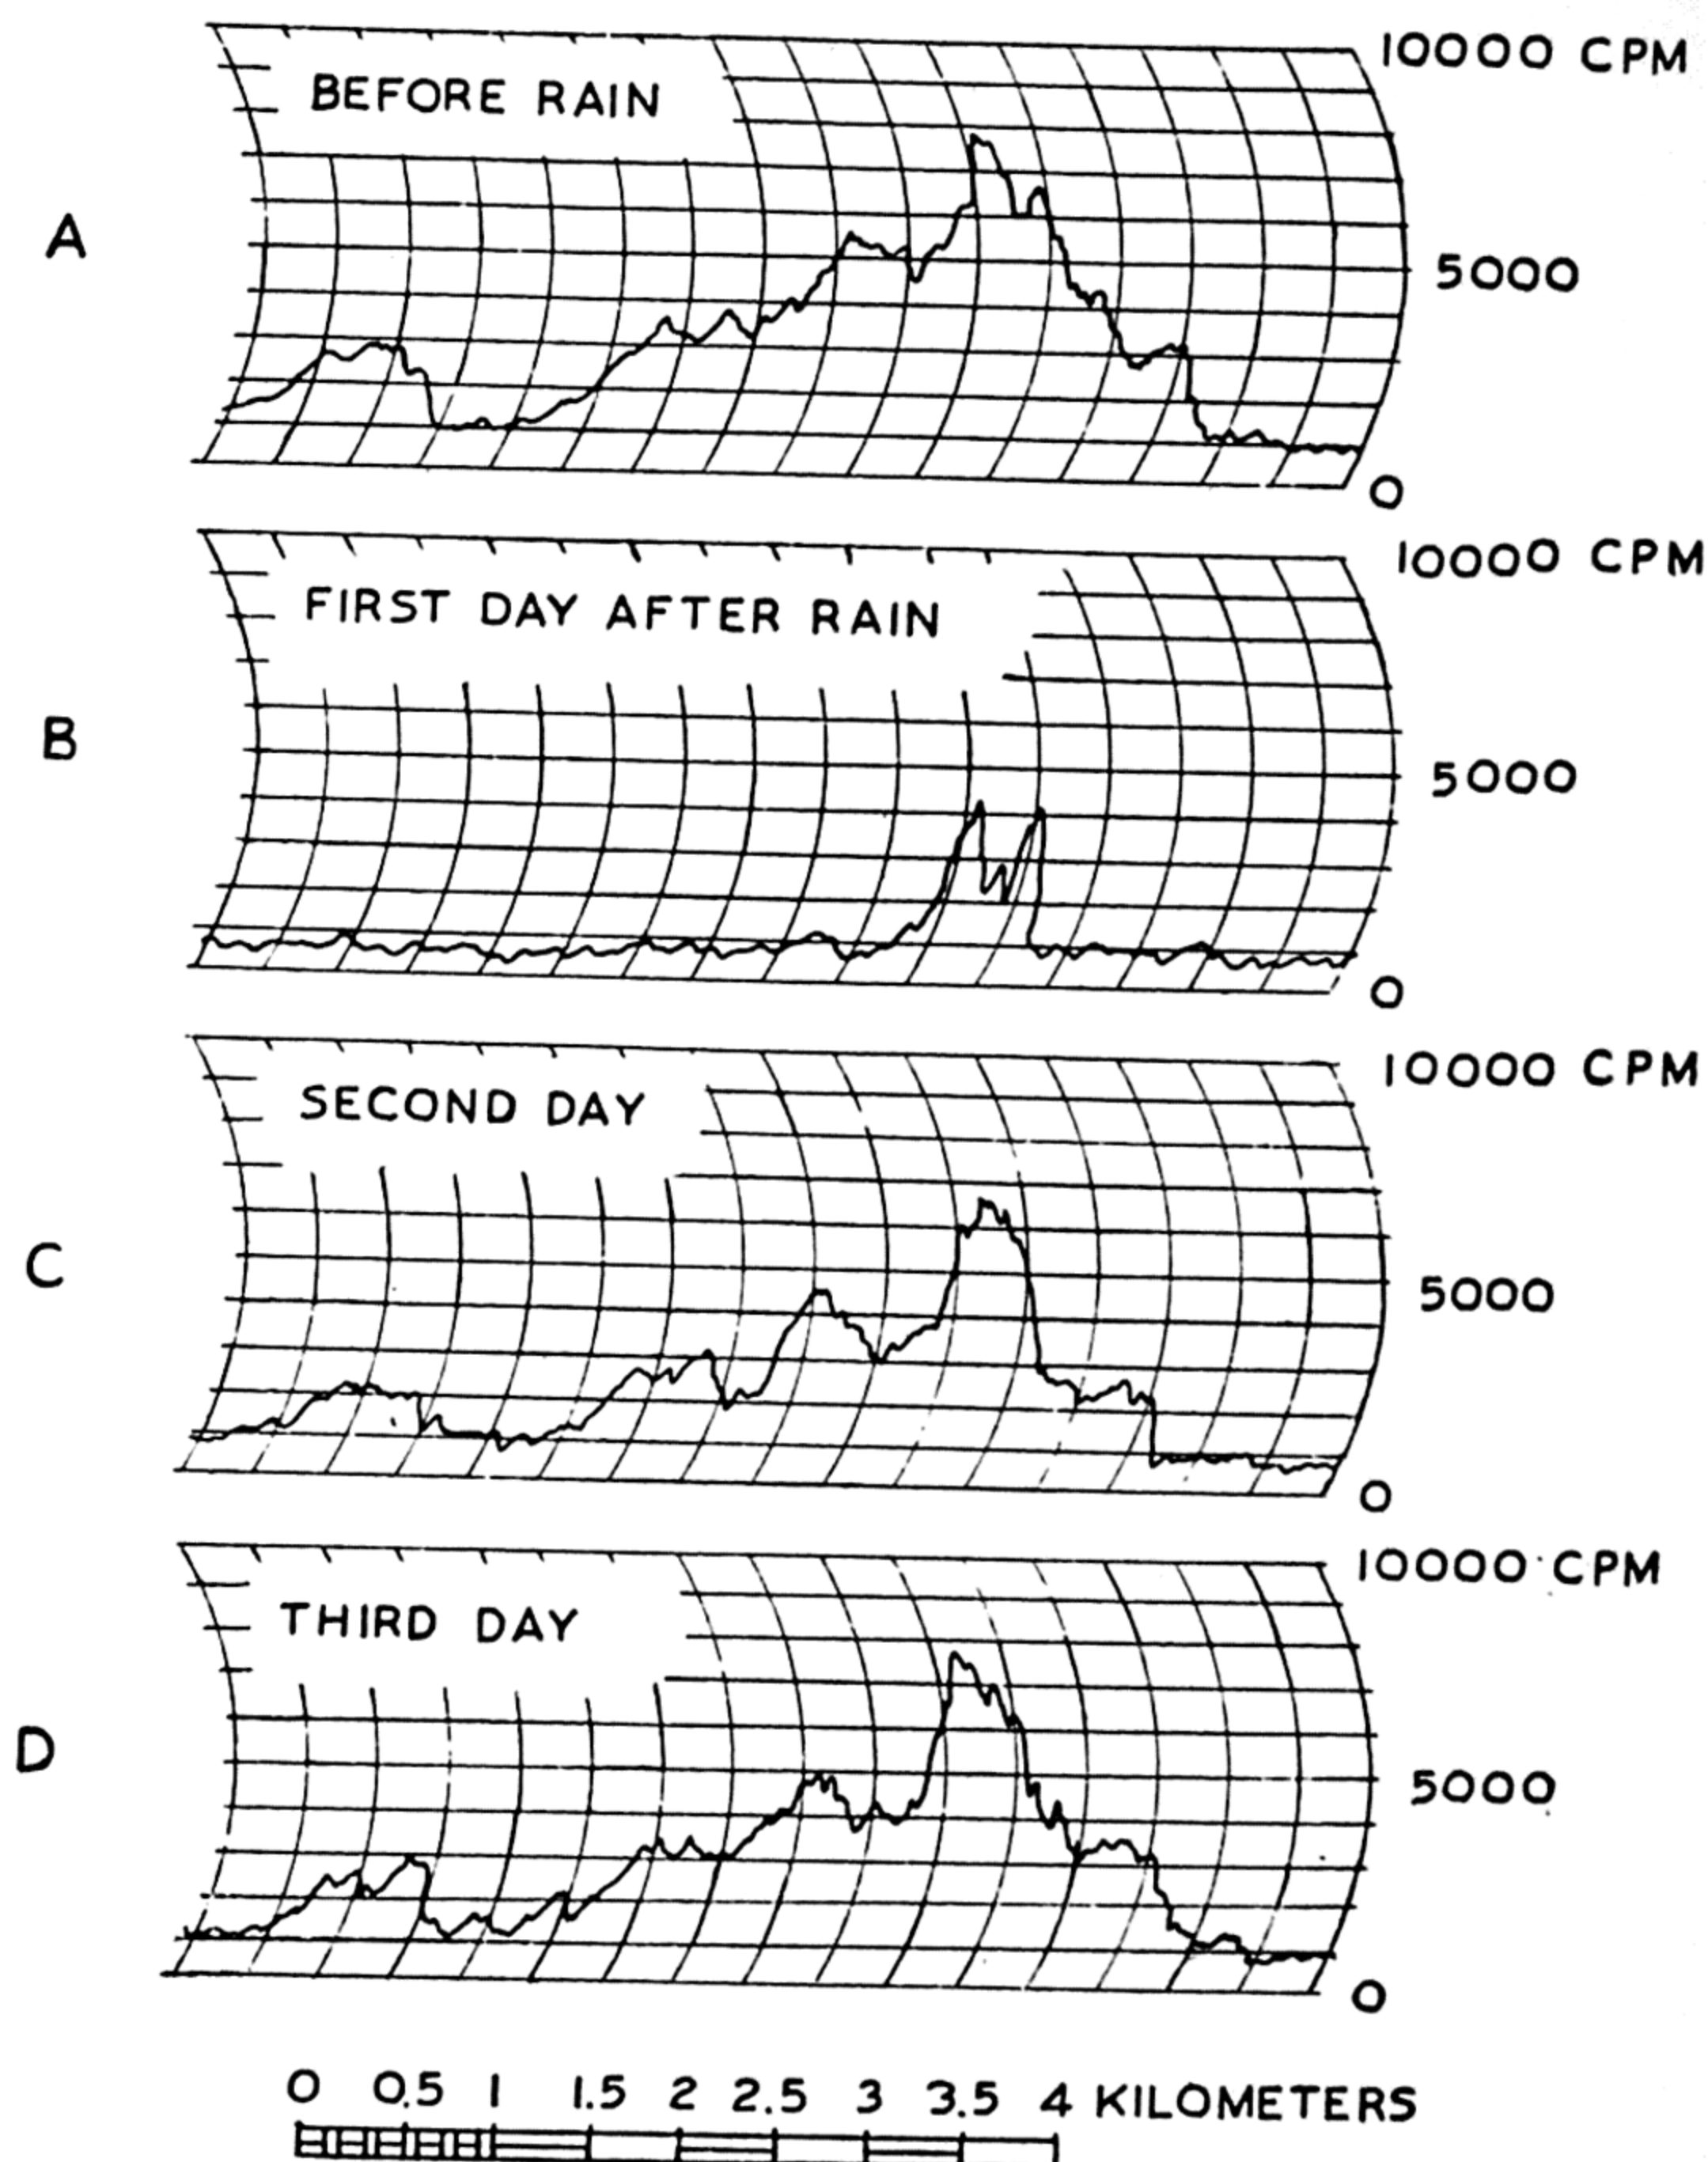 10000 CPM
BEFORE RAIN
A
5000
0
10000 CPM
FIRST DAY AFTER RAIN
B
5000
0
10000 CPM
SECOND DAY
C
5000
0
10000 CPM
THIRD DAY
D
5000
0
0 0.5 1 1.5 2 2.5 3 3.5 4 KILOMETERS